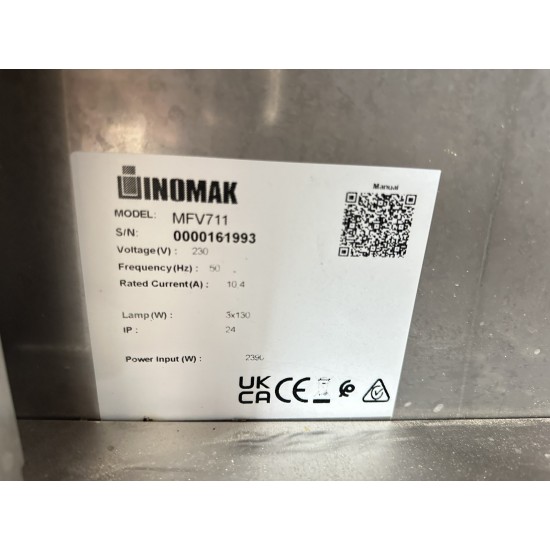 INOMAK
Manual
MODEL: MFV711
S/N: 0000161993
Voltage(V) : 230
Frequency(Hz) : 50
Rated Current(A) : 10.4
Lamp(W) : 3x130
IP : 24
Power Input (W) : 2390
UK
CA CE